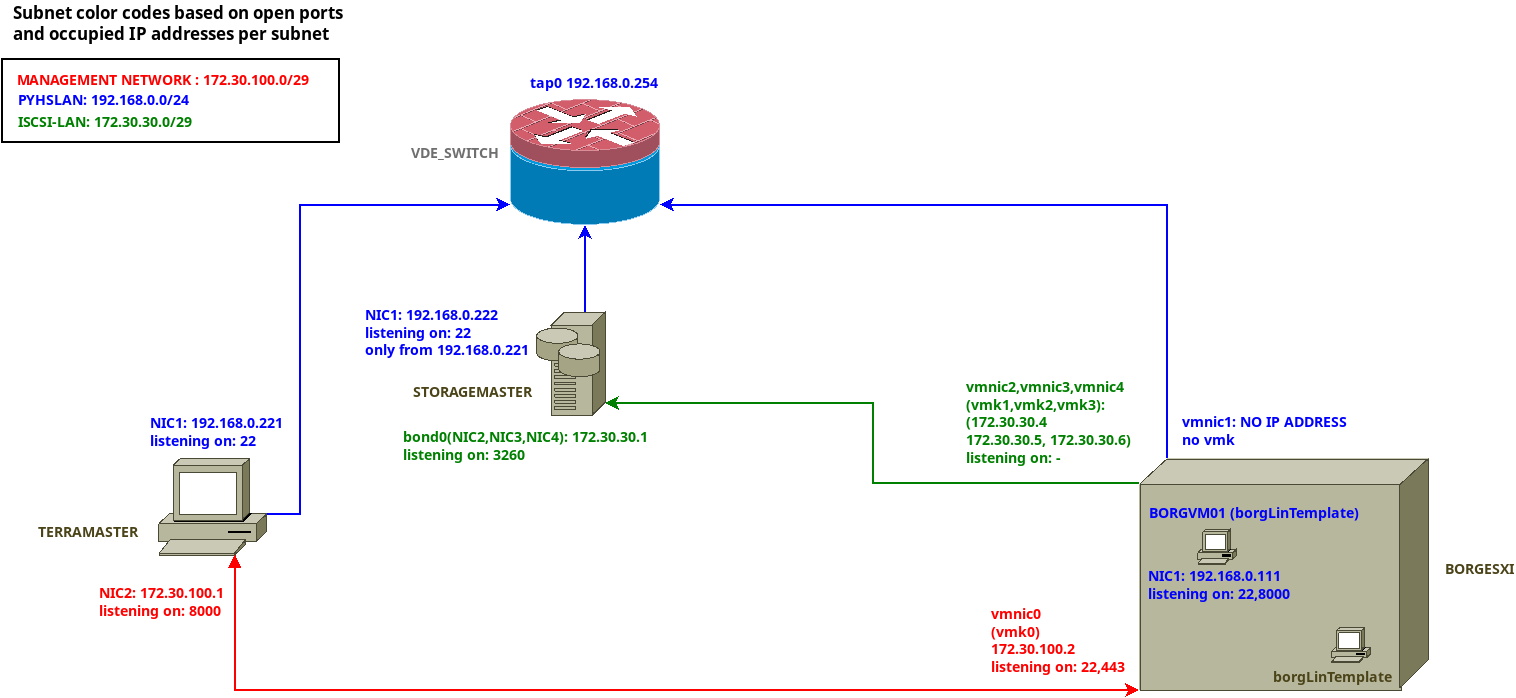 Subnet color codes based on open ports
and occupied IP addresses per subnet
MANAGEMENT NETWORK : 172.30.100.0/29
PYHSLAN: 192.168.0.0/24
ISCSI-LAN: 172.30.30.0/29
tap0 192.168.0.254
VDE_SWITCH
NIC1: 192.168.0.222
listening on: 22
only from 192.168.0.221
STORAGEMASTER
bond0(NIC2,NIC3,NIC4): 172.30.30.1
listening on: 3260
NIC1: 192.168.0.221
listening on: 22
TERRAMASTER
NIC2: 172.30.100.1
listening on: 8000
vmnic2,vmnic3,vmnic4
(vmk1,vmk2,vmk3):
(172.30.30.4
172.30.30.5, 172.30.30.6)
listening on: -
vmnic1: NO IP ADDRESS
no vmk
BORGVM01 (borgLinTemplate)
NIC1: 192.168.0.111
listening on: 22,8000
BORGESXI
vmnic0
(vmk0)
172.30.100.2
listening on: 22,443
borgLinTemplate